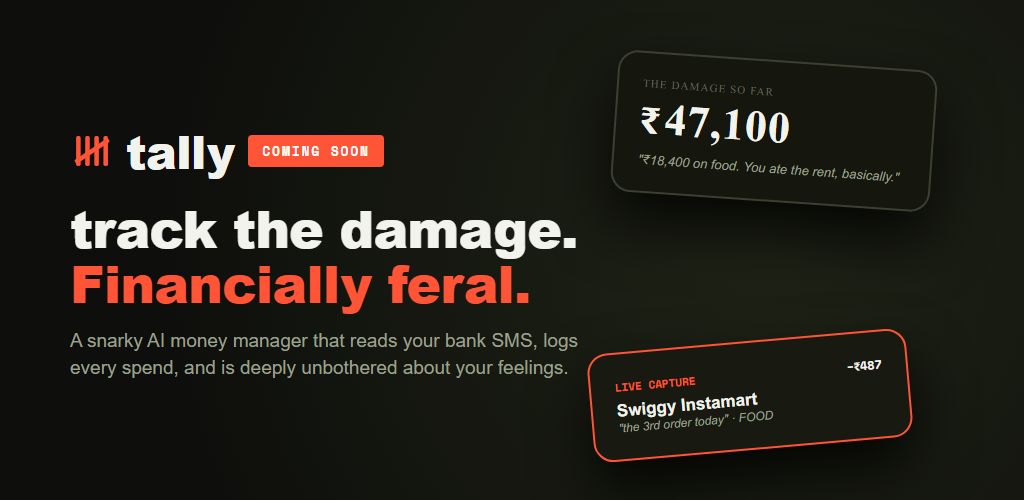 tally
COMING SOON
track the damage.
Financially feral.
A snarky AI money manager that reads your bank SMS, logs
every spend, and is deeply unbothered about your feelings.
THE DAMAGE SO FAR
₹47,100
"₹18,400 on food. You ate the rent, basically."
LIVE CAPTURE
−₹487
Swiggy Instamart
"the 3rd order today" · FOOD